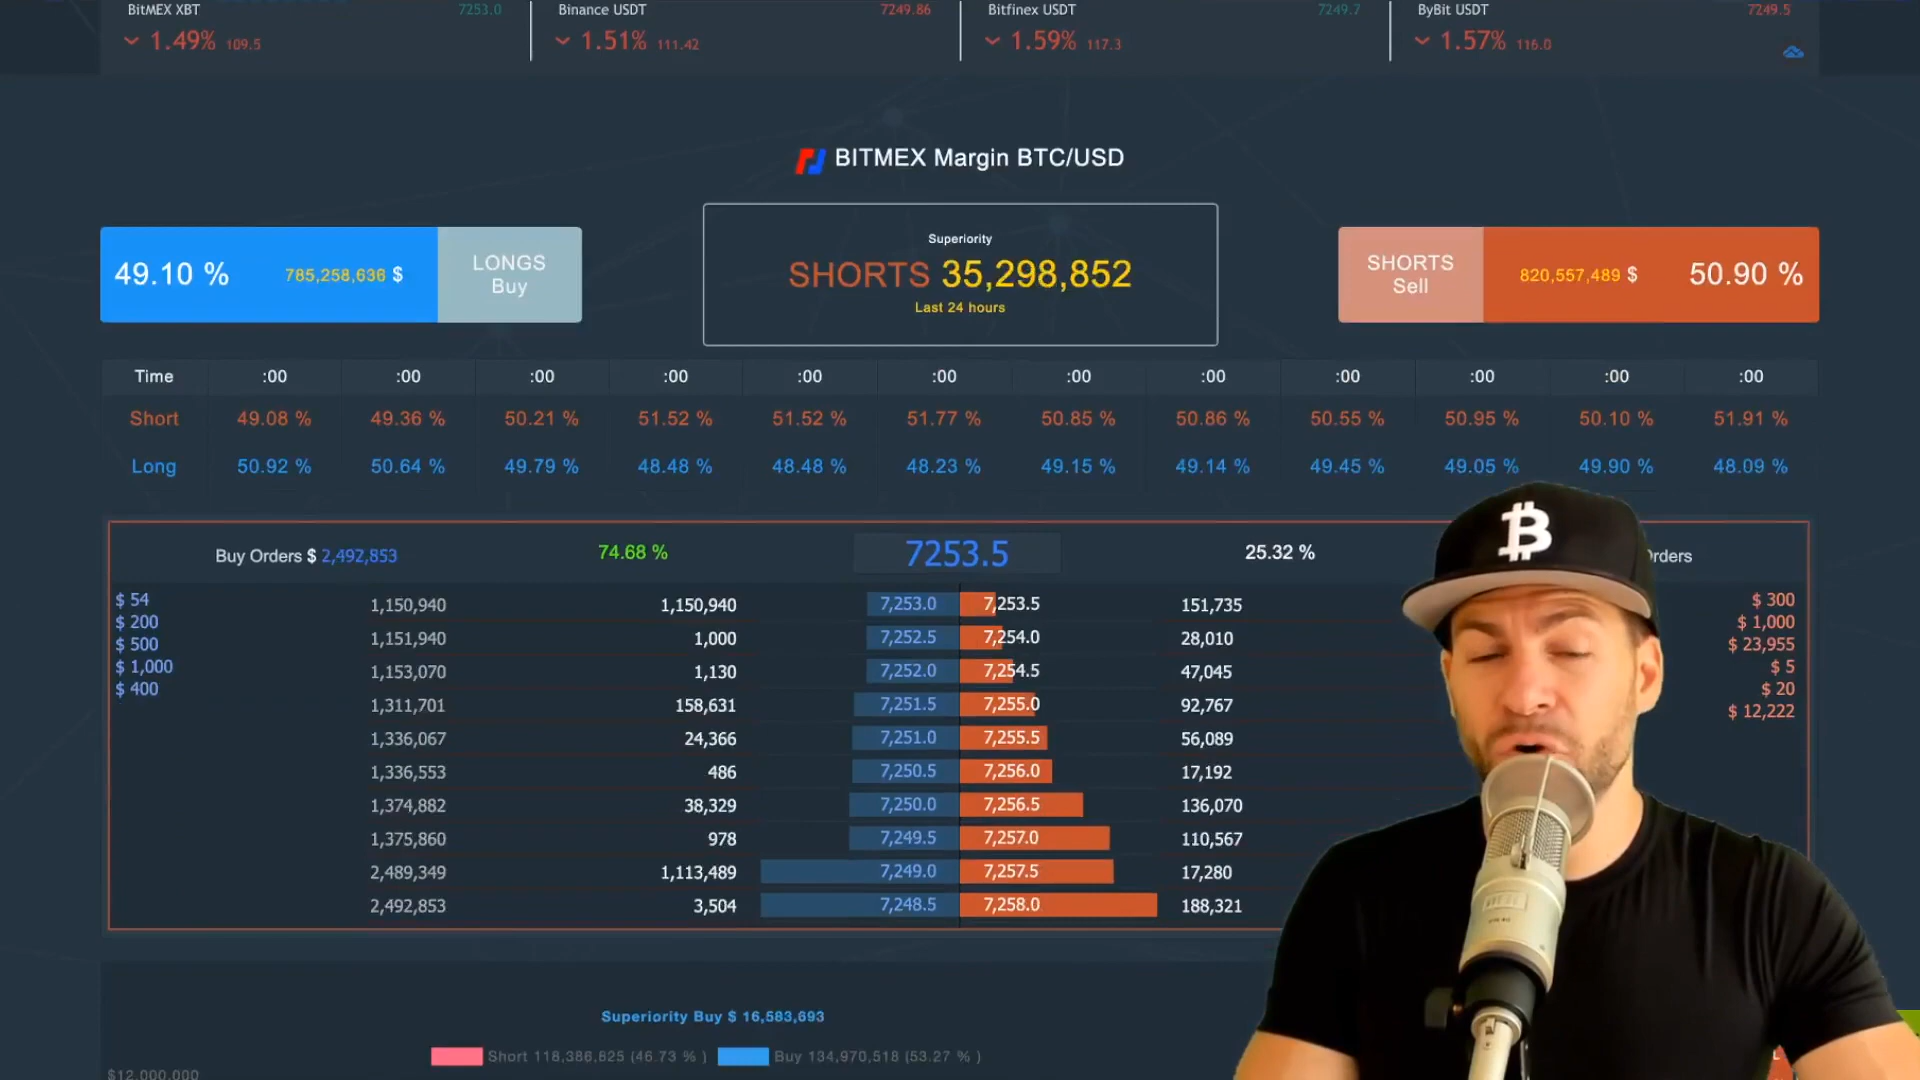 BitMEX XBT 7253.0 Binance USDT 7249.86 Bitfinex USDT 7249.7 ByBit USDT 7249.5
1.49% 109.5 1.51% 111.42 1.59% 117.3 1.57% 116.0
BITMEX Margin BTC/USD
49.10 % 785,258,636 $ LONGS Buy
Superiority
SHORTS 35,298,852
Last 24 hours
SHORTS Sell 820,557,489 $ 50.90 %
Time :00 :00 :00 :00 :00 :00 :00 :00 :00 :00 :00 :00
Short 49.08 % 49.36 % 50.21 % 51.52 % 51.52 % 51.77 % 50.85 % 50.86 % 50.55 % 50.95 % 50.10 % 51.91 %
Long 50.92 % 50.64 % 49.79 % 48.48 % 48.48 % 48.23 % 49.15 % 49.14 % 49.45 % 49.05 % 49.90 % 48.09 %
Buy Orders $ 2,492,853 74.68 % 7253.5 25.32 %
$ 54
$ 200
$ 500
$ 1,000
$ 400
1,150,940 1,150,940 7,253.0 7,253.5 151,735
1,151,940 1,000 7,252.5 7,254.0 28,010
1,153,070 1,130 7,252.0 7,254.5 47,045
1,311,701 158,631 7,251.5 7,255.0 92,767
1,336,067 24,366 7,251.0 7,255.5 56,089
1,336,553 486 7,250.5 7,256.0 17,192
1,374,882 38,329 7,250.0 7,256.5 136,070
1,375,860 978 7,249.5 7,257.0 110,567
2,489,349 1,113,489 7,249.0 7,257.5 17,280
2,492,853 3,504 7,248.5 7,258.0 188,321
$ 300
$ 1,000
$ 23,955
$ 5
$ 20
$ 12,222
Superiority Buy $ 16,583,693
Short 118,386,825 (46.73 % ) Buy 134,970,518 (53.27 % )
$12,000,000